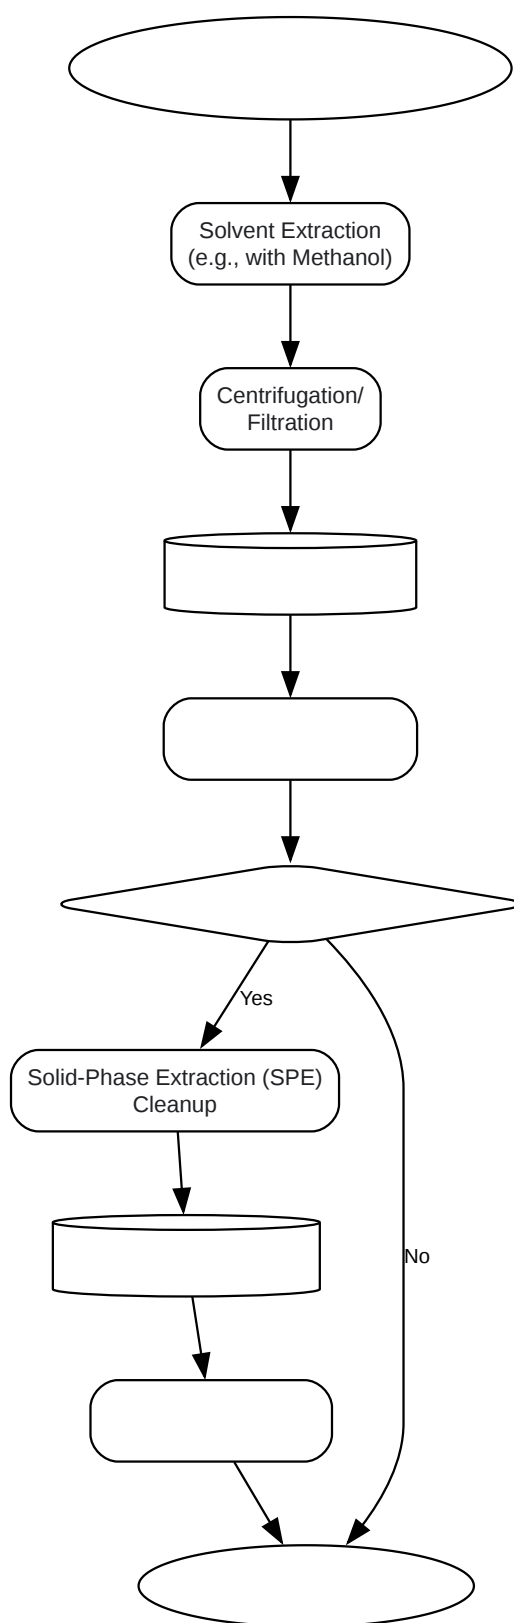 Solvent Extraction
(e.g., with Methanol)
Centrifugation/
Filtration
Yes
Solid-Phase Extraction (SPE)
Cleanup
No